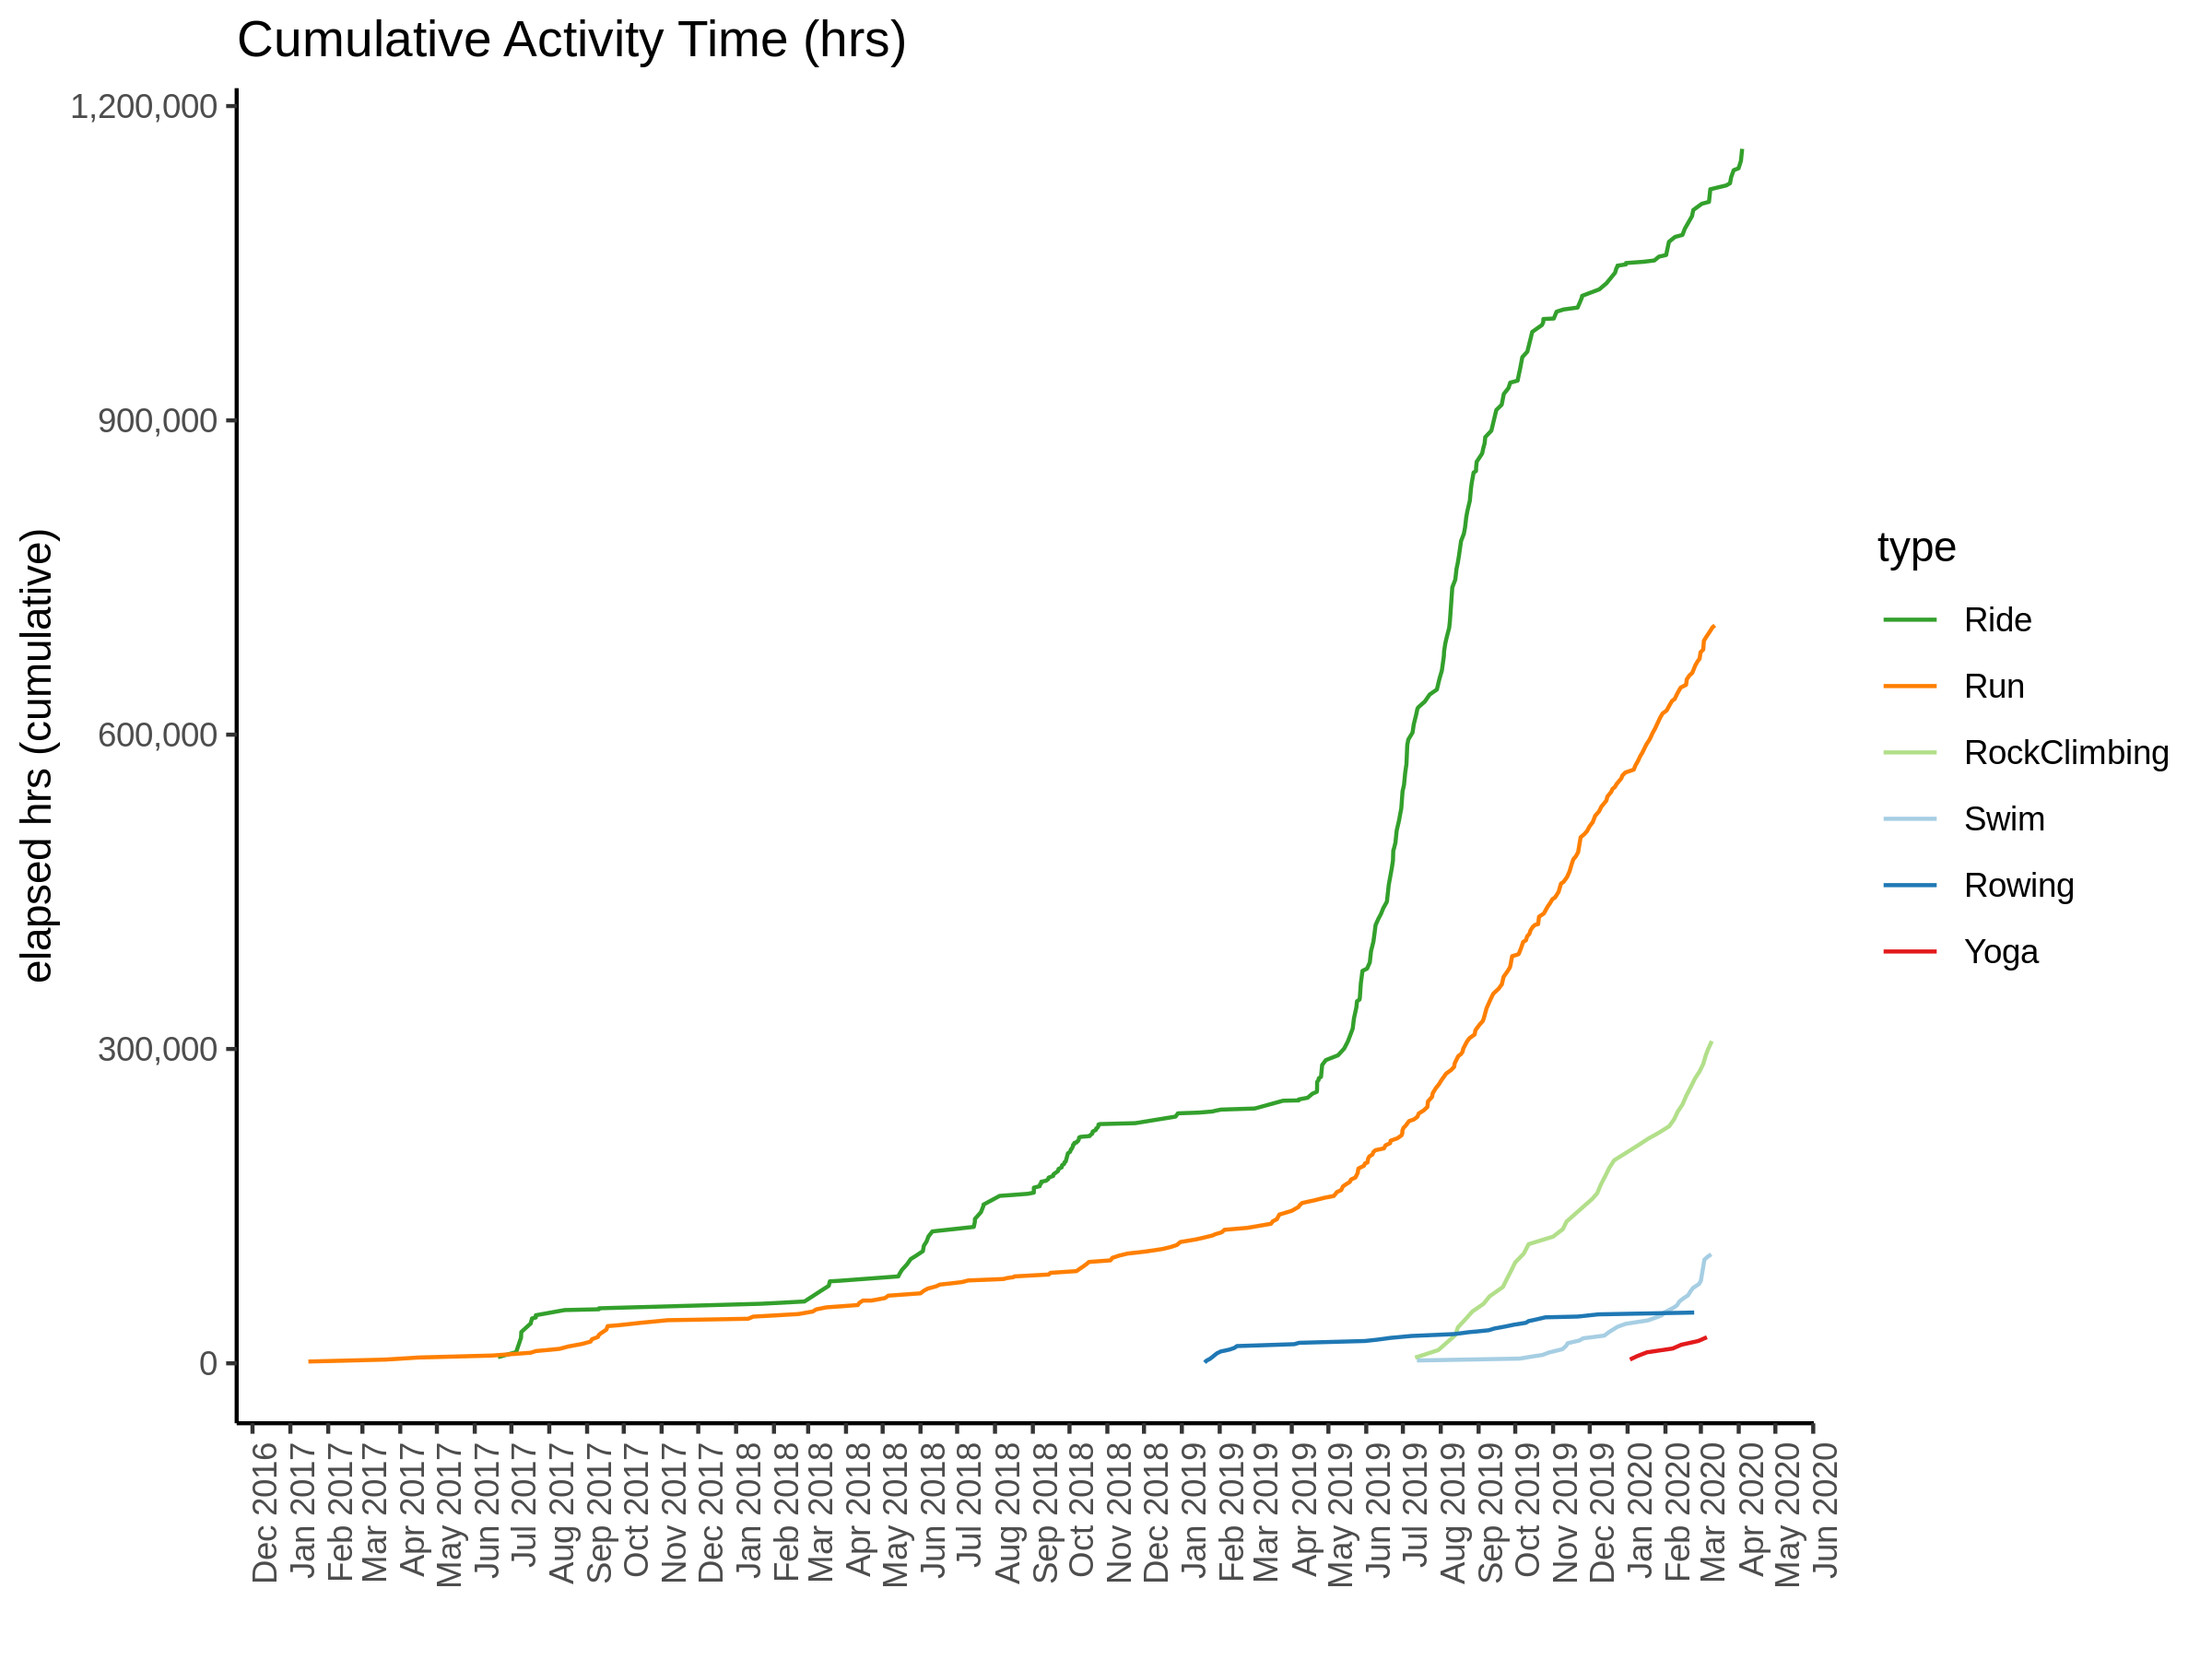 Cumulative Activity Time (hrs)
elapsed hrs (cumulative)
1,200,000
900,000
600,000
300,000
0
Dec 2016
Jan 2017
Feb 2017
Mar 2017
Apr 2017
May 2017
Jun 2017
Jul 2017
Aug 2017
Sep 2017
Oct 2017
Nov 2017
Dec 2017
Jan 2018
Feb 2018
Mar 2018
Apr 2018
May 2018
Jun 2018
Jul 2018
Aug 2018
Sep 2018
Oct 2018
Nov 2018
Dec 2018
Jan 2019
Feb 2019
Mar 2019
Apr 2019
May 2019
Jun 2019
Jul 2019
Aug 2019
Sep 2019
Oct 2019
Nov 2019
Dec 2019
Jan 2020
Feb 2020
Mar 2020
Apr 2020
May 2020
Jun 2020
type
Ride
Run
RockClimbing
Swim
Rowing
Yoga